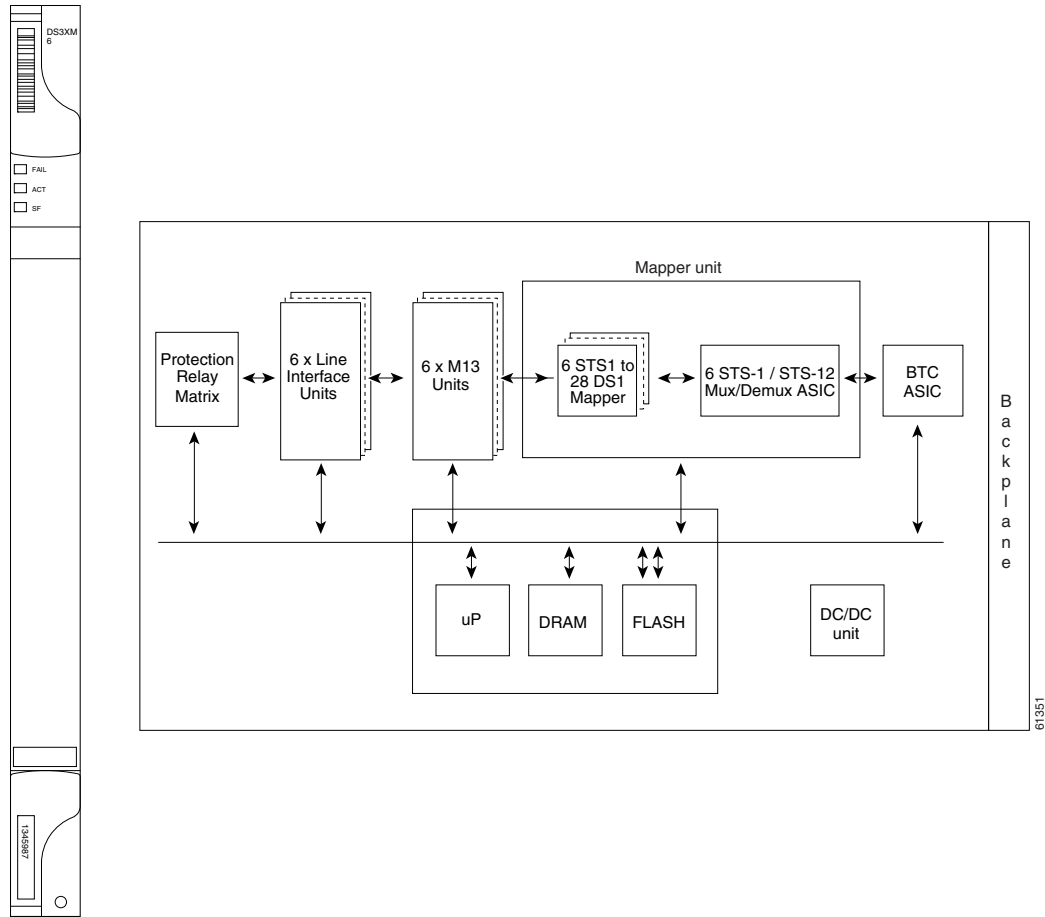 DS3XM
6
FAIL
ACT
SF
1345987
Mapper unit
Protection
Relay
Matrix
6 x Line
Interface
Units
6 x M13
Units
6 STS1 to
28 DS1
Mapper
6 STS-1 / STS-12
Mux/Demux ASIC
BTC
ASIC
Backplane
uP
DRAM
FLASH
DC/DC
unit
61351